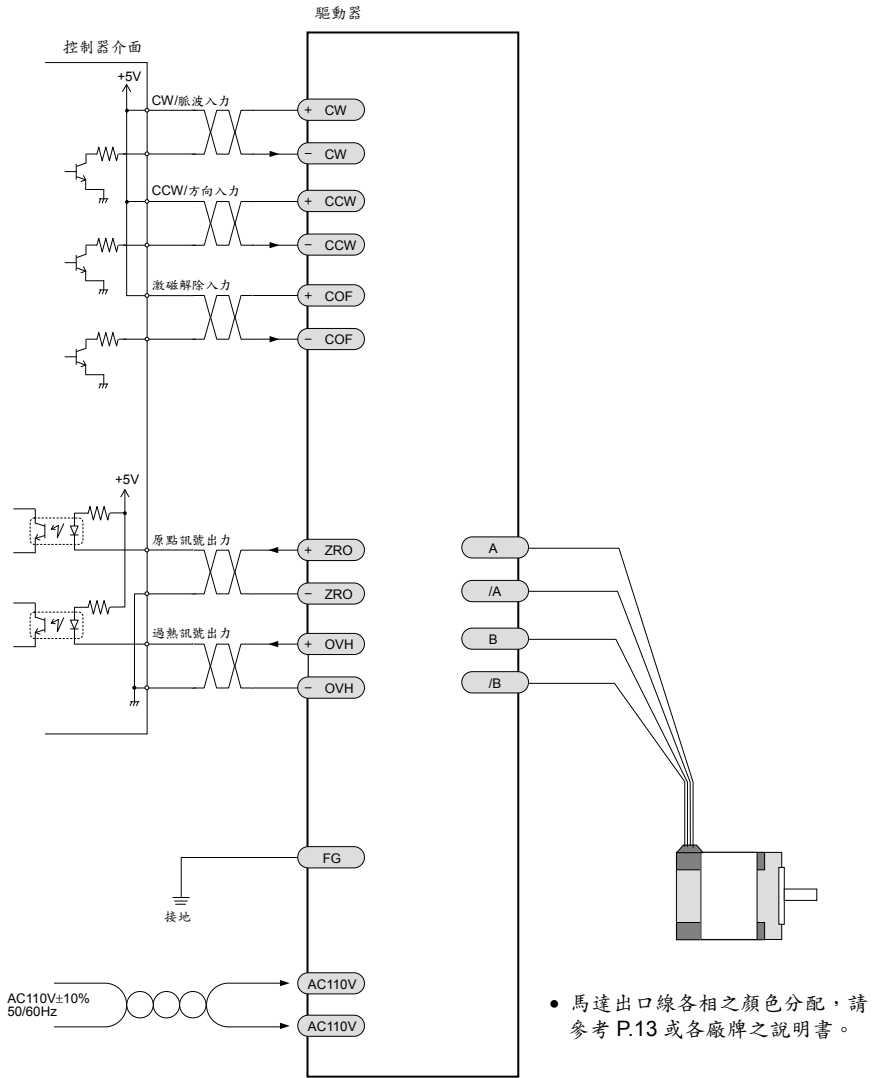 驅動器
控制器介面
+5V
CW/脈波入力
+ CW
− CW
CCW/方向入力
+ CCW
− CCW
激磁解除入力
+ COF
− COF
+5V
原點訊號出力
+ ZRO
− ZRO
過熱訊號出力
+ OVH
− OVH
A
/A
B
/B
FG
接地
AC110V±10%
50/60Hz
AC110V
AC110V
• 馬達出口線各相之顏色分配，請
參考 P.13 或各廠牌之說明書。